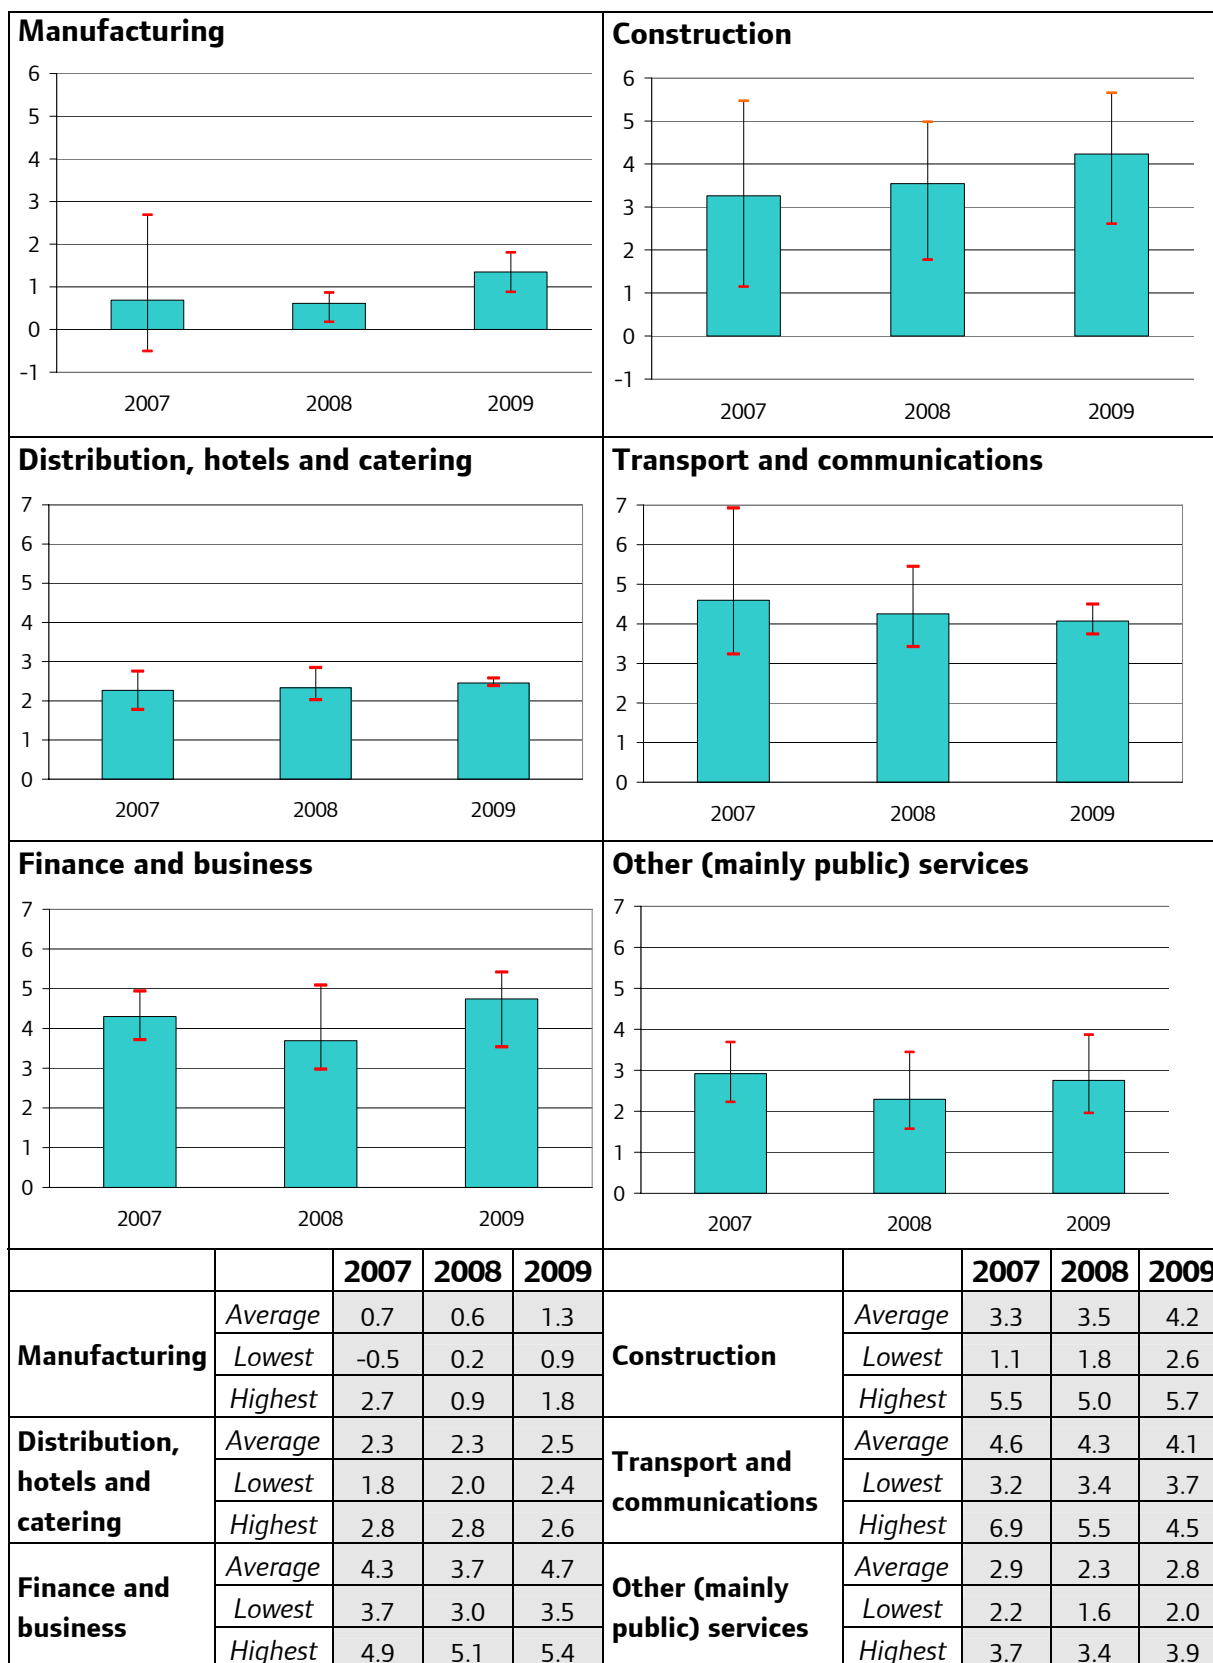 Manufacturing
6
5
4
3
2
1
0
-1
2007 2008 2009
Construction
6
5
4
3
2
1
0
-1
2007 2008 2009
Distribution, hotels and catering
7
6
5
4
3
2
1
0
2007 2008 2009
Transport and communications
7
6
5
4
3
2
1
0
2007 2008 2009
Finance and business
7
6
5
4
3
2
1
0
2007 2008 2009
Other (mainly public) services
7
6
5
4
3
2
1
0
2007 2008 2009
2007 2008 2009 2007 2008 2009
Manufacturing
Average 0.7 0.6 1.3
Lowest -0.5 0.2 0.9
Highest 2.7 0.9 1.8
Construction
Average 3.3 3.5 4.2
Lowest 1.1 1.8 2.6
Highest 5.5 5.0 5.7
Distribution,
hotels and
catering
Average 2.3 2.3 2.5
Lowest 1.8 2.0 2.4
Highest 2.8 2.8 2.6
Transport and
communications
Average 4.6 4.3 4.1
Lowest 3.2 3.4 3.7
Highest 6.9 5.5 4.5
Finance and
business
Average 4.3 3.7 4.7
Lowest 3.7 3.0 3.5
Highest 4.9 5.1 5.4
Other (mainly
public) services
Average 2.9 2.3 2.8
Lowest 2.2 1.6 2.0
Highest 3.7 3.4 3.9